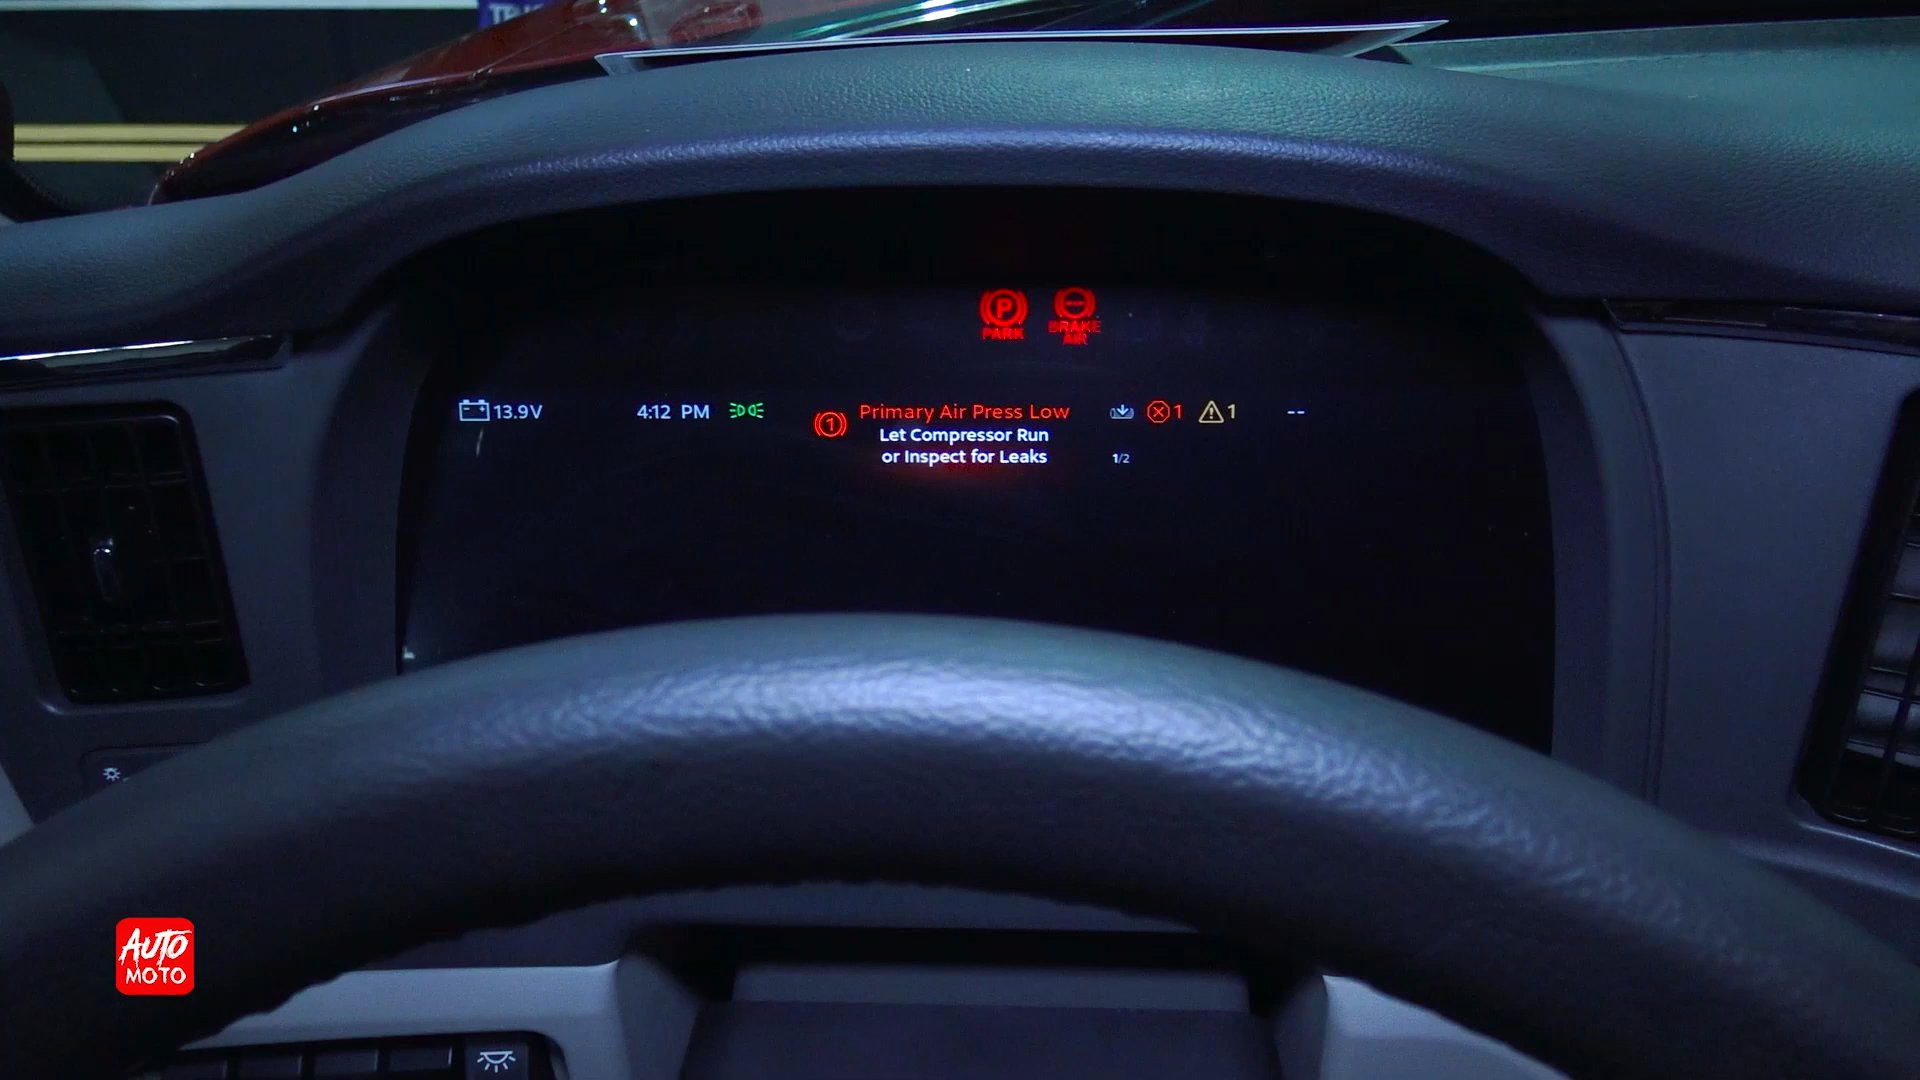 P
PARK
BRAKE
AIR
13.9V
4:12 PM
1
Primary Air Press Low
Let Compressor Run
or Inspect for Leaks
1/2
1
1
--
AUTO
MOTO